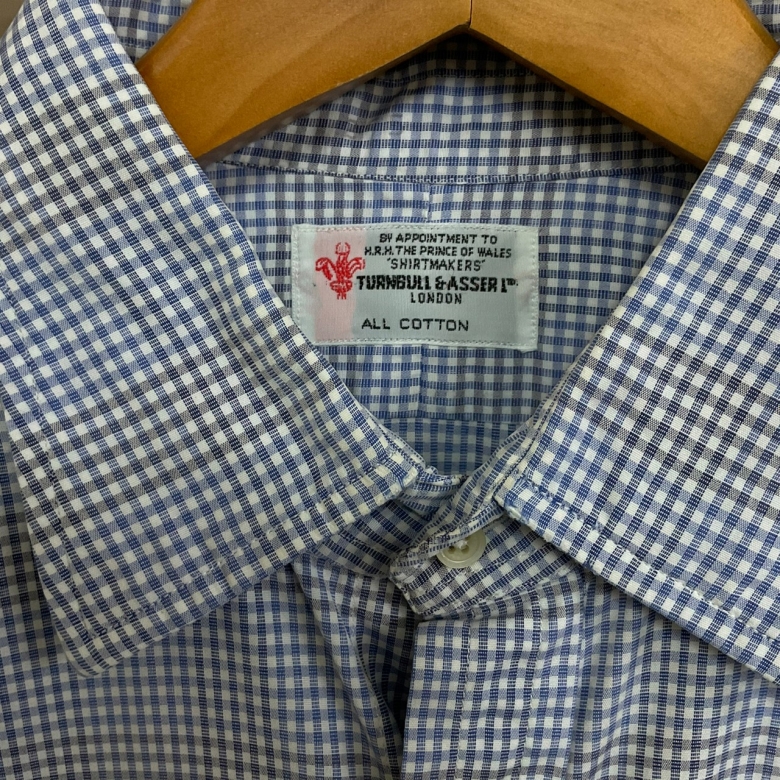 BY APPOINTMENT TO
H.R.H. THE PRINCE OF WALES
"SHIRTMAKERS"
TURNBULL & ASSER LTD.
LONDON
ALL COTTON